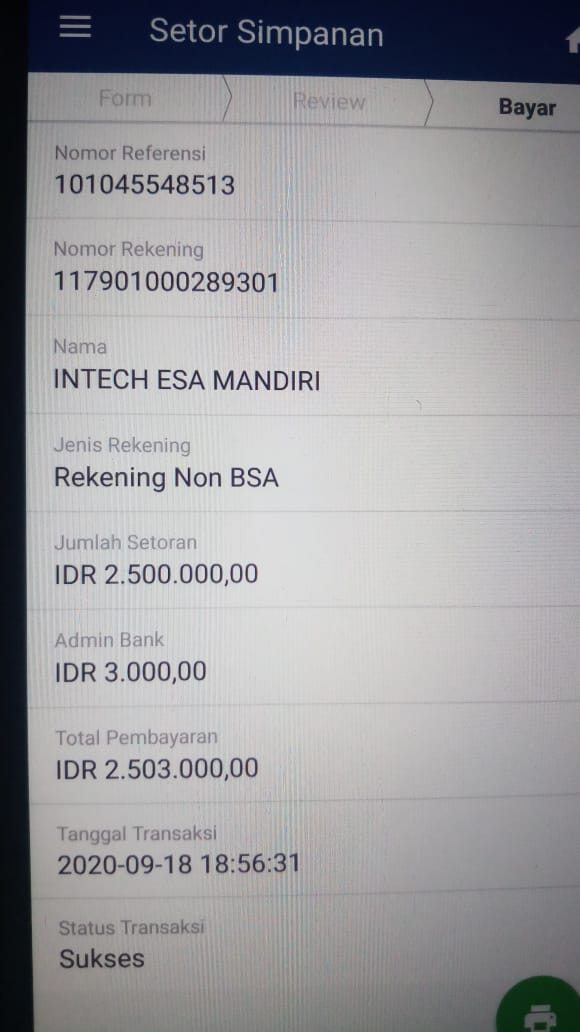 Setor Simpanan
Form
Review
Bayar
Nomor Referensi
101045548513
Nomor Rekening
117901000289301
Nama
INTECH ESA MANDIRI
Jenis Rekening
Rekening Non BSA
Jumlah Setoran
IDR 2.500.000,00
Admin Bank
IDR 3.000,00
Total Pembayaran
IDR 2.503.000,00
Tanggal Transaksi
2020-09-18 18:56:31
Status Transaksi
Sukses